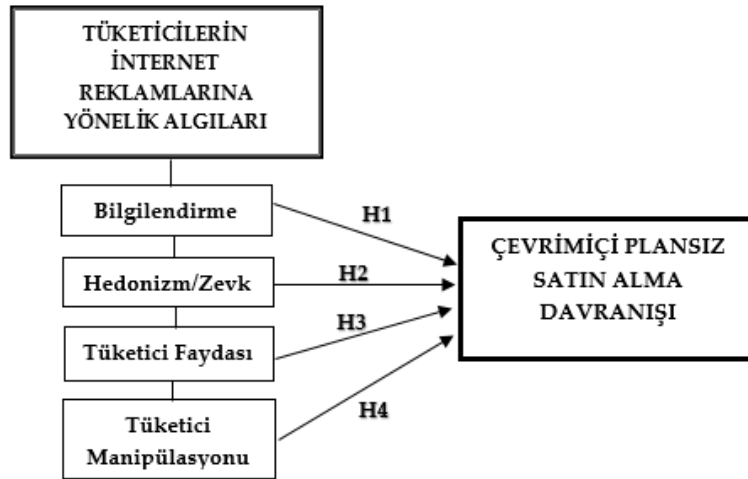 TÜKETİCİLERİN
İNTERNET
REKLAMLARINA
YÖNELİK ALGILARI
Bilgilendirme
Hedonizm/Zevk
Tüketici Faydası
Tüketici
Manipülasyonu
H1
H2
H3
H4
ÇEVRİMİÇİ PLANSIZ
SATIN ALMA
DAVRANIŞI